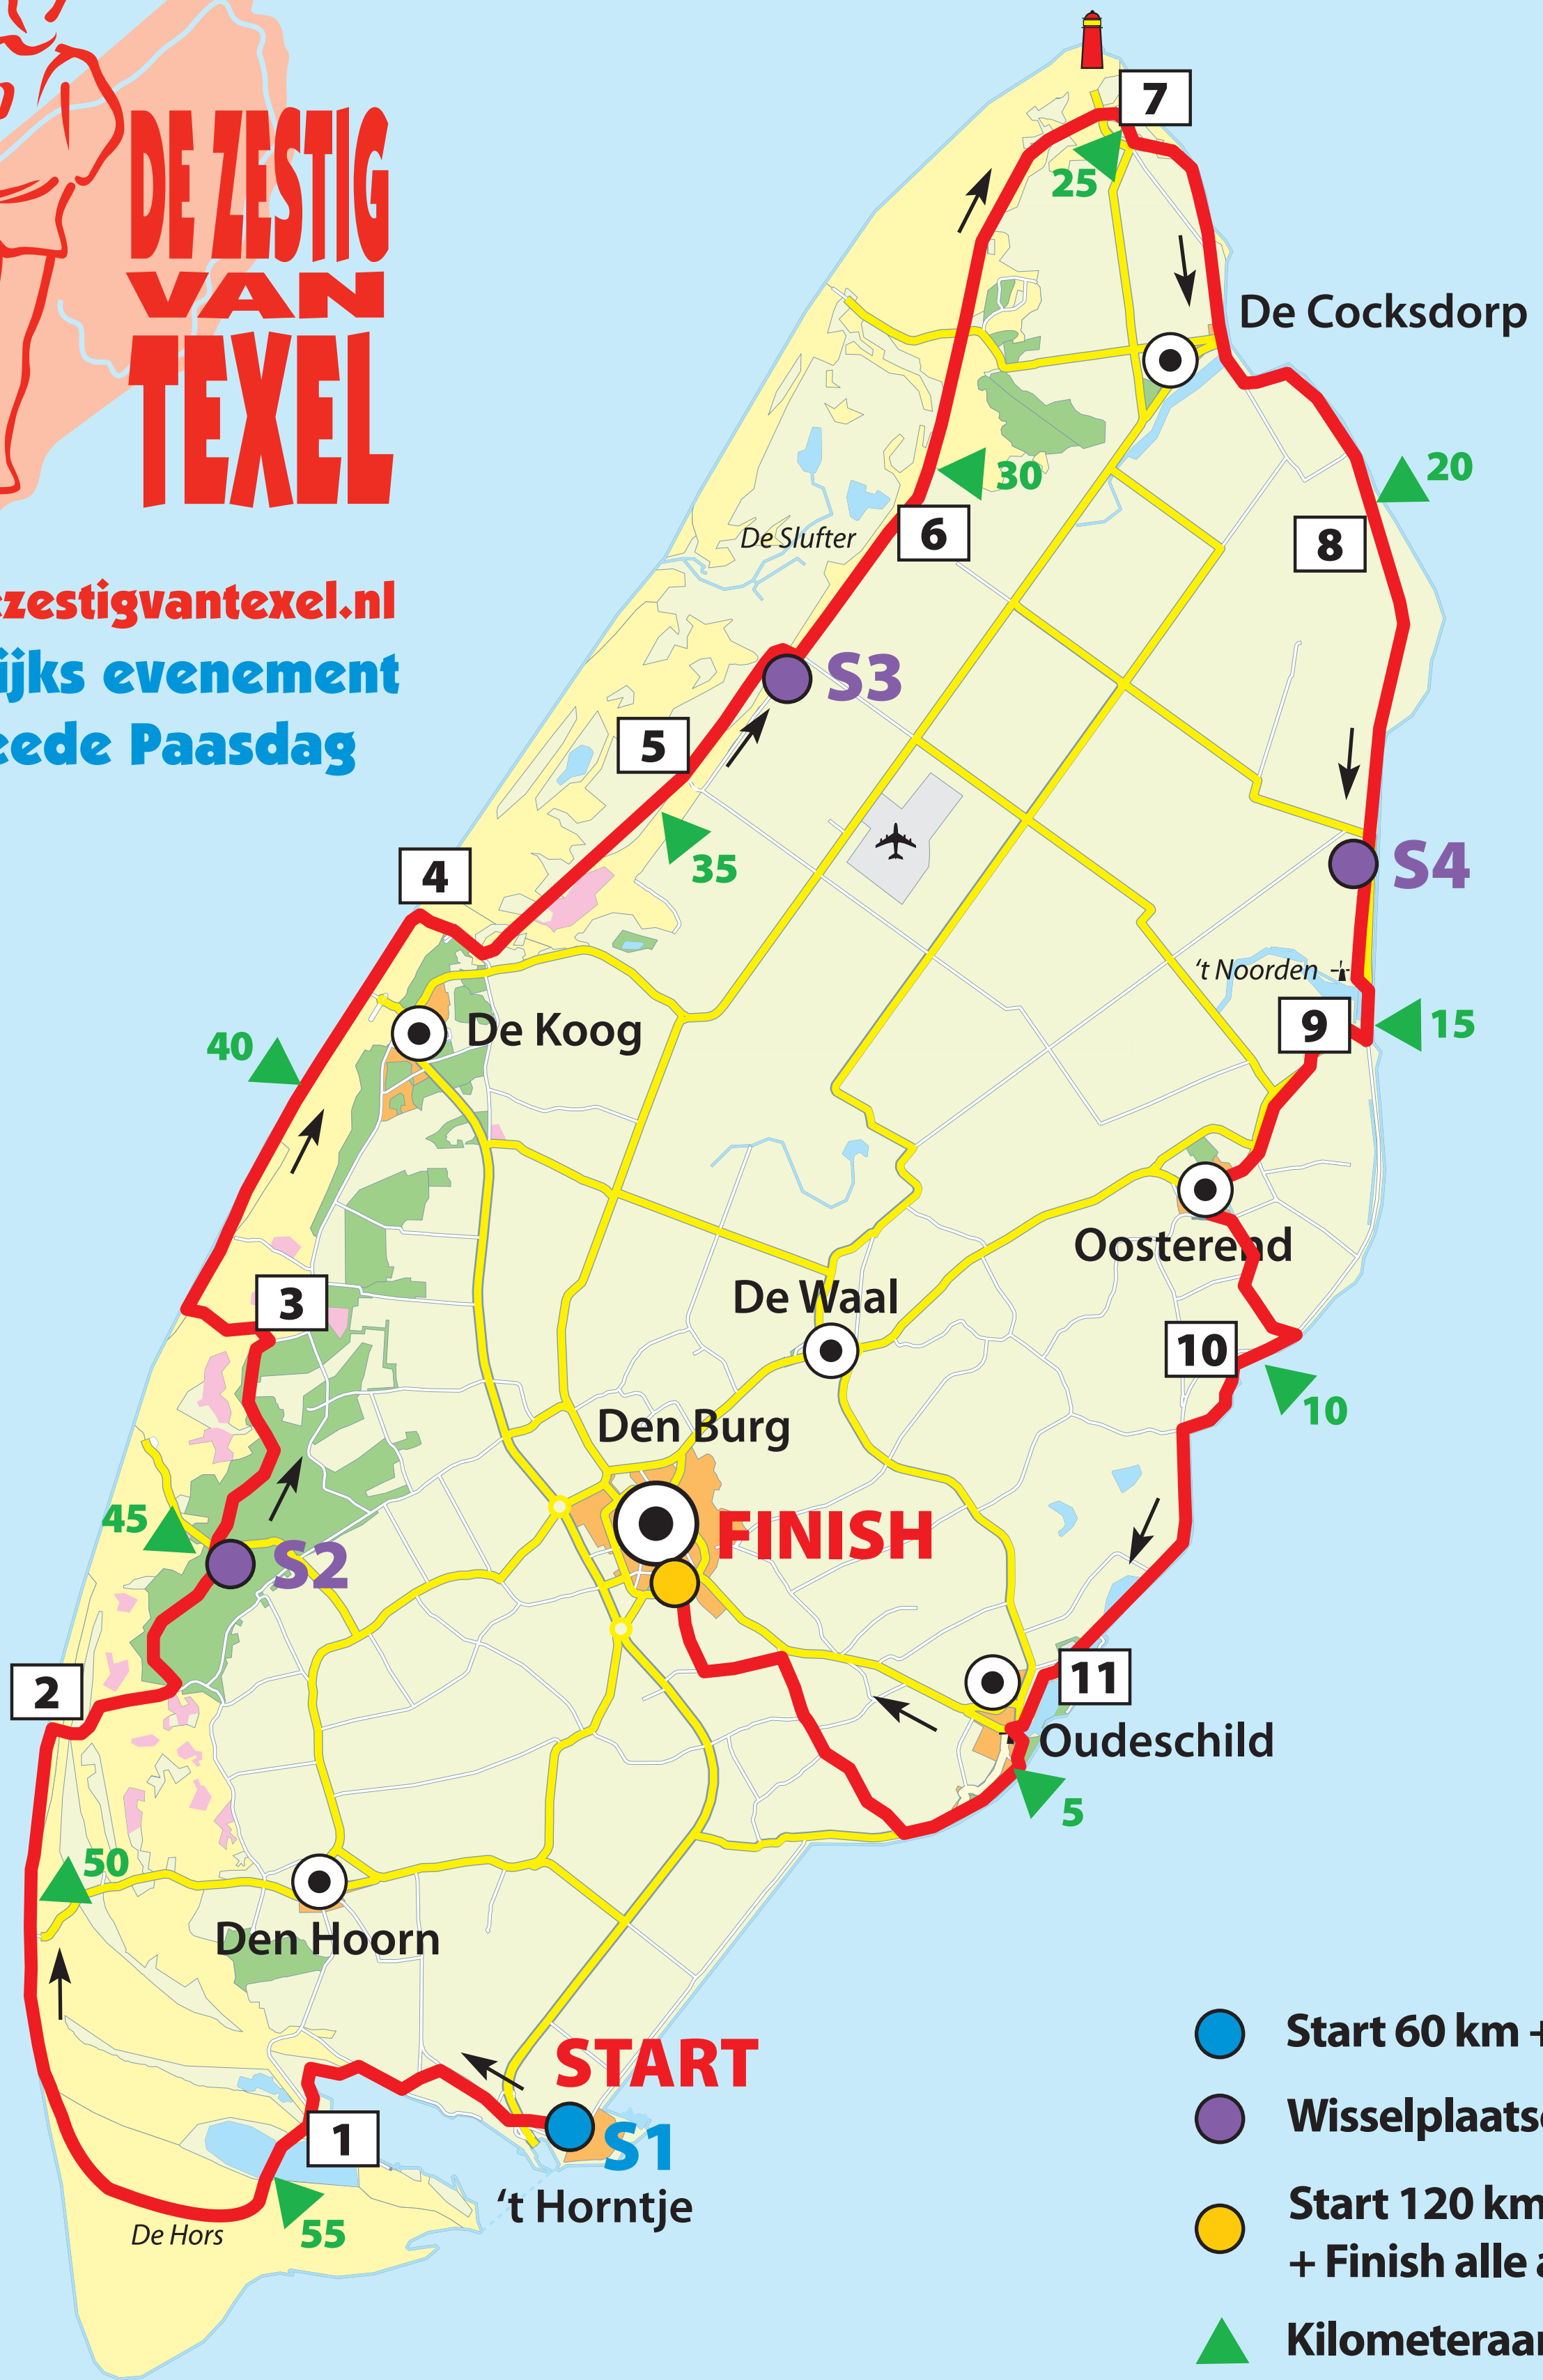 DE ZESTIG
VAN
TEXEL
zestigvantexel.nl
ijks evenement
eede Paasdag
7
25
De Cocksdorp
20
30
6
8
De Slufter
S3
5
35
S4
4
't Noorden
De Koog
9
15
40
Oosterend
De Waal
3
10
10
Den Burg
FINISH
45
S2
2
11
Oudeschild
5
50
Den Hoorn
START
1
S1
't Horntje
55
De Hors
Start 60 km +
Wisselplaats
Start 120 km
+ Finish alle
Kilometeraa